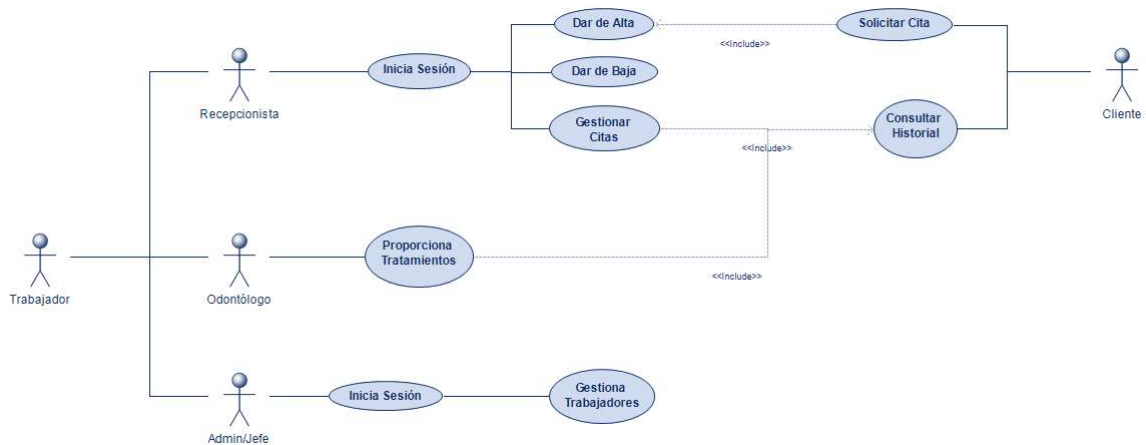 Dar de Alta
<<Include>>
Solicitar Cita
Inicia Sesión
Dar de Baja
Recepcionista
Gestionar
Citas
<<Include>>
Consultar
Historial
Cliente
Trabajador
Odontólogo
Proporciona
Tratamientos
<<Include>>
Admin/Jefe
Inicia Sesión
Gestiona
Trabajadores